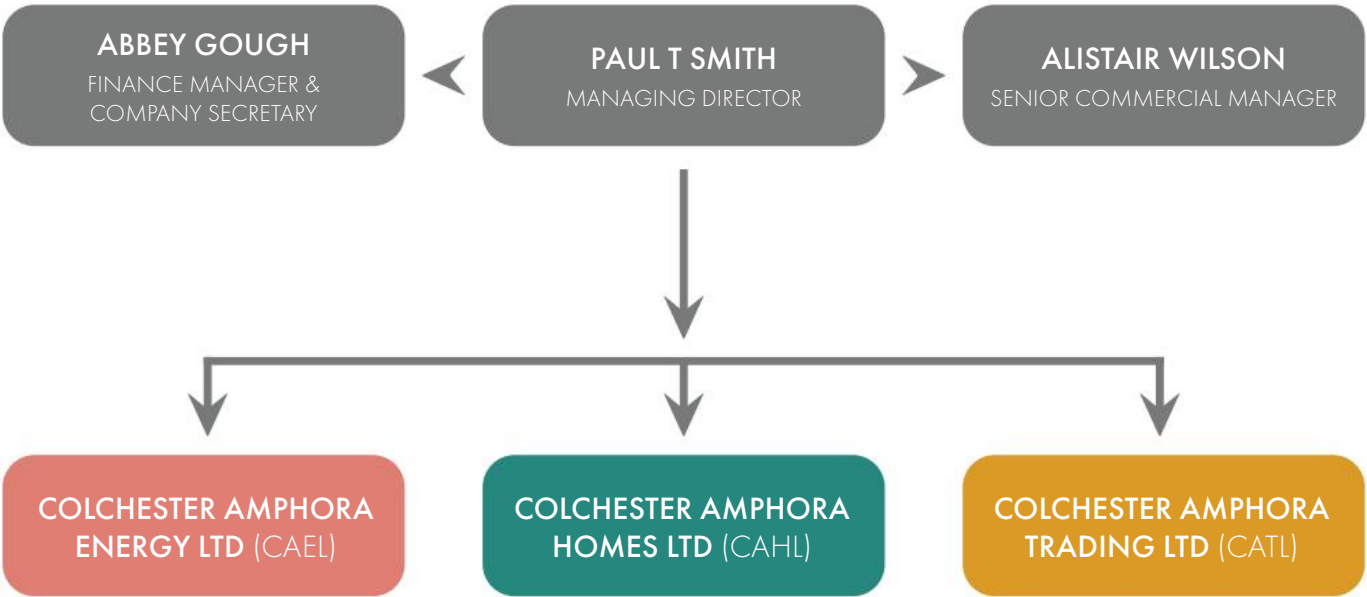 ABBEY GOUGH
FINANCE MANAGER &
COMPANY SECRETARY
PAUL T SMITH
MANAGING DIRECTOR
ALISTAIR WILSON
SENIOR COMMERCIAL MANAGER
COLCHESTER AMPHORA
ENERGY LTD (CAEL)
COLCHESTER AMPHORA
HOMES LTD (CAHL)
COLCHESTER AMPHORA
TRADING LTD (CATL)